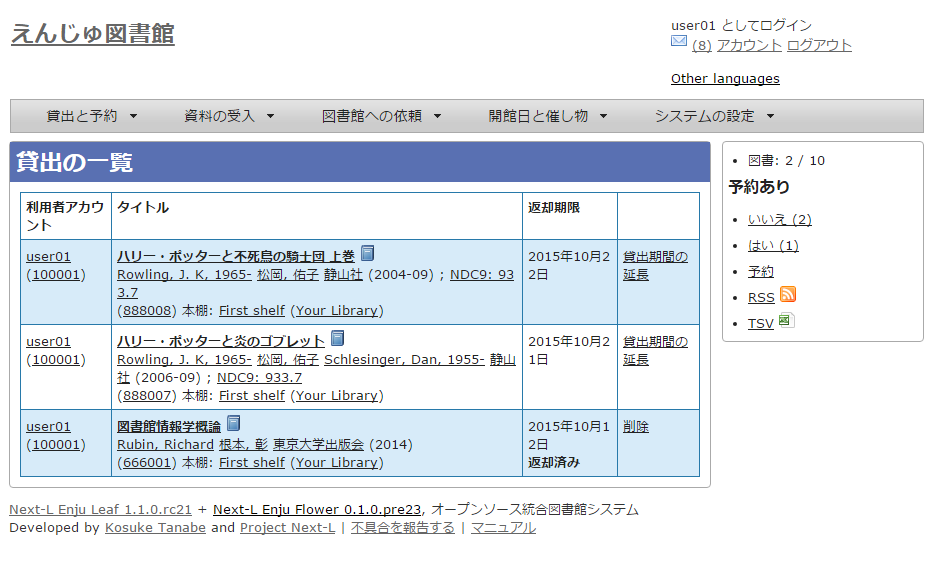 えんじゅ図書館
user01 としてログイン
(8) アカウント ログアウト
Other languages
貸出と予約 ▼ 資料の受入 ▼ 図書館への依頼 ▼ 開館日と催し物 ▼ システムの設定 ▼
貸出の一覧
利用者アカウ
ント
タイトル
返却期限
user01
(100001)
ハリー・ポッターと不死鳥の騎士団 上巻
Rowling, J. K, 1965- 松岡, 佑子 静山社 (2004-09) ; NDC9: 93
3.7
(888008) 本棚: First shelf (Your Library)
2015年10月2
2日
貸出期間の
延長
user01
(100001)
ハリー・ポッターと炎のゴブレット
Rowling, J. K, 1965- 松岡, 佑子 Schlesinger, Dan, 1955- 静山
社 (2006-09) ; NDC9: 933.7
(888007) 本棚: First shelf (Your Library)
2015年10月2
1日
貸出期間の
延長
user01
(100001)
図書館情報学概論
Rubin, Richard 根本, 彰 東京大学出版会 (2014)
(666001) 本棚: First shelf (Your Library)
2015年10月1
2日
返却済み
削除
• 図書: 2 / 10
予約あり
• いいえ (2)
• はい (1)
• 予約
• RSS
• TSV
Next-L Enju Leaf 1.1.0.rc21 + Next-L Enju Flower 0.1.0.pre23, オープンソース統合図書館システム
Developed by Kosuke Tanabe and Project Next-L | 不具合を報告する | マニュアル